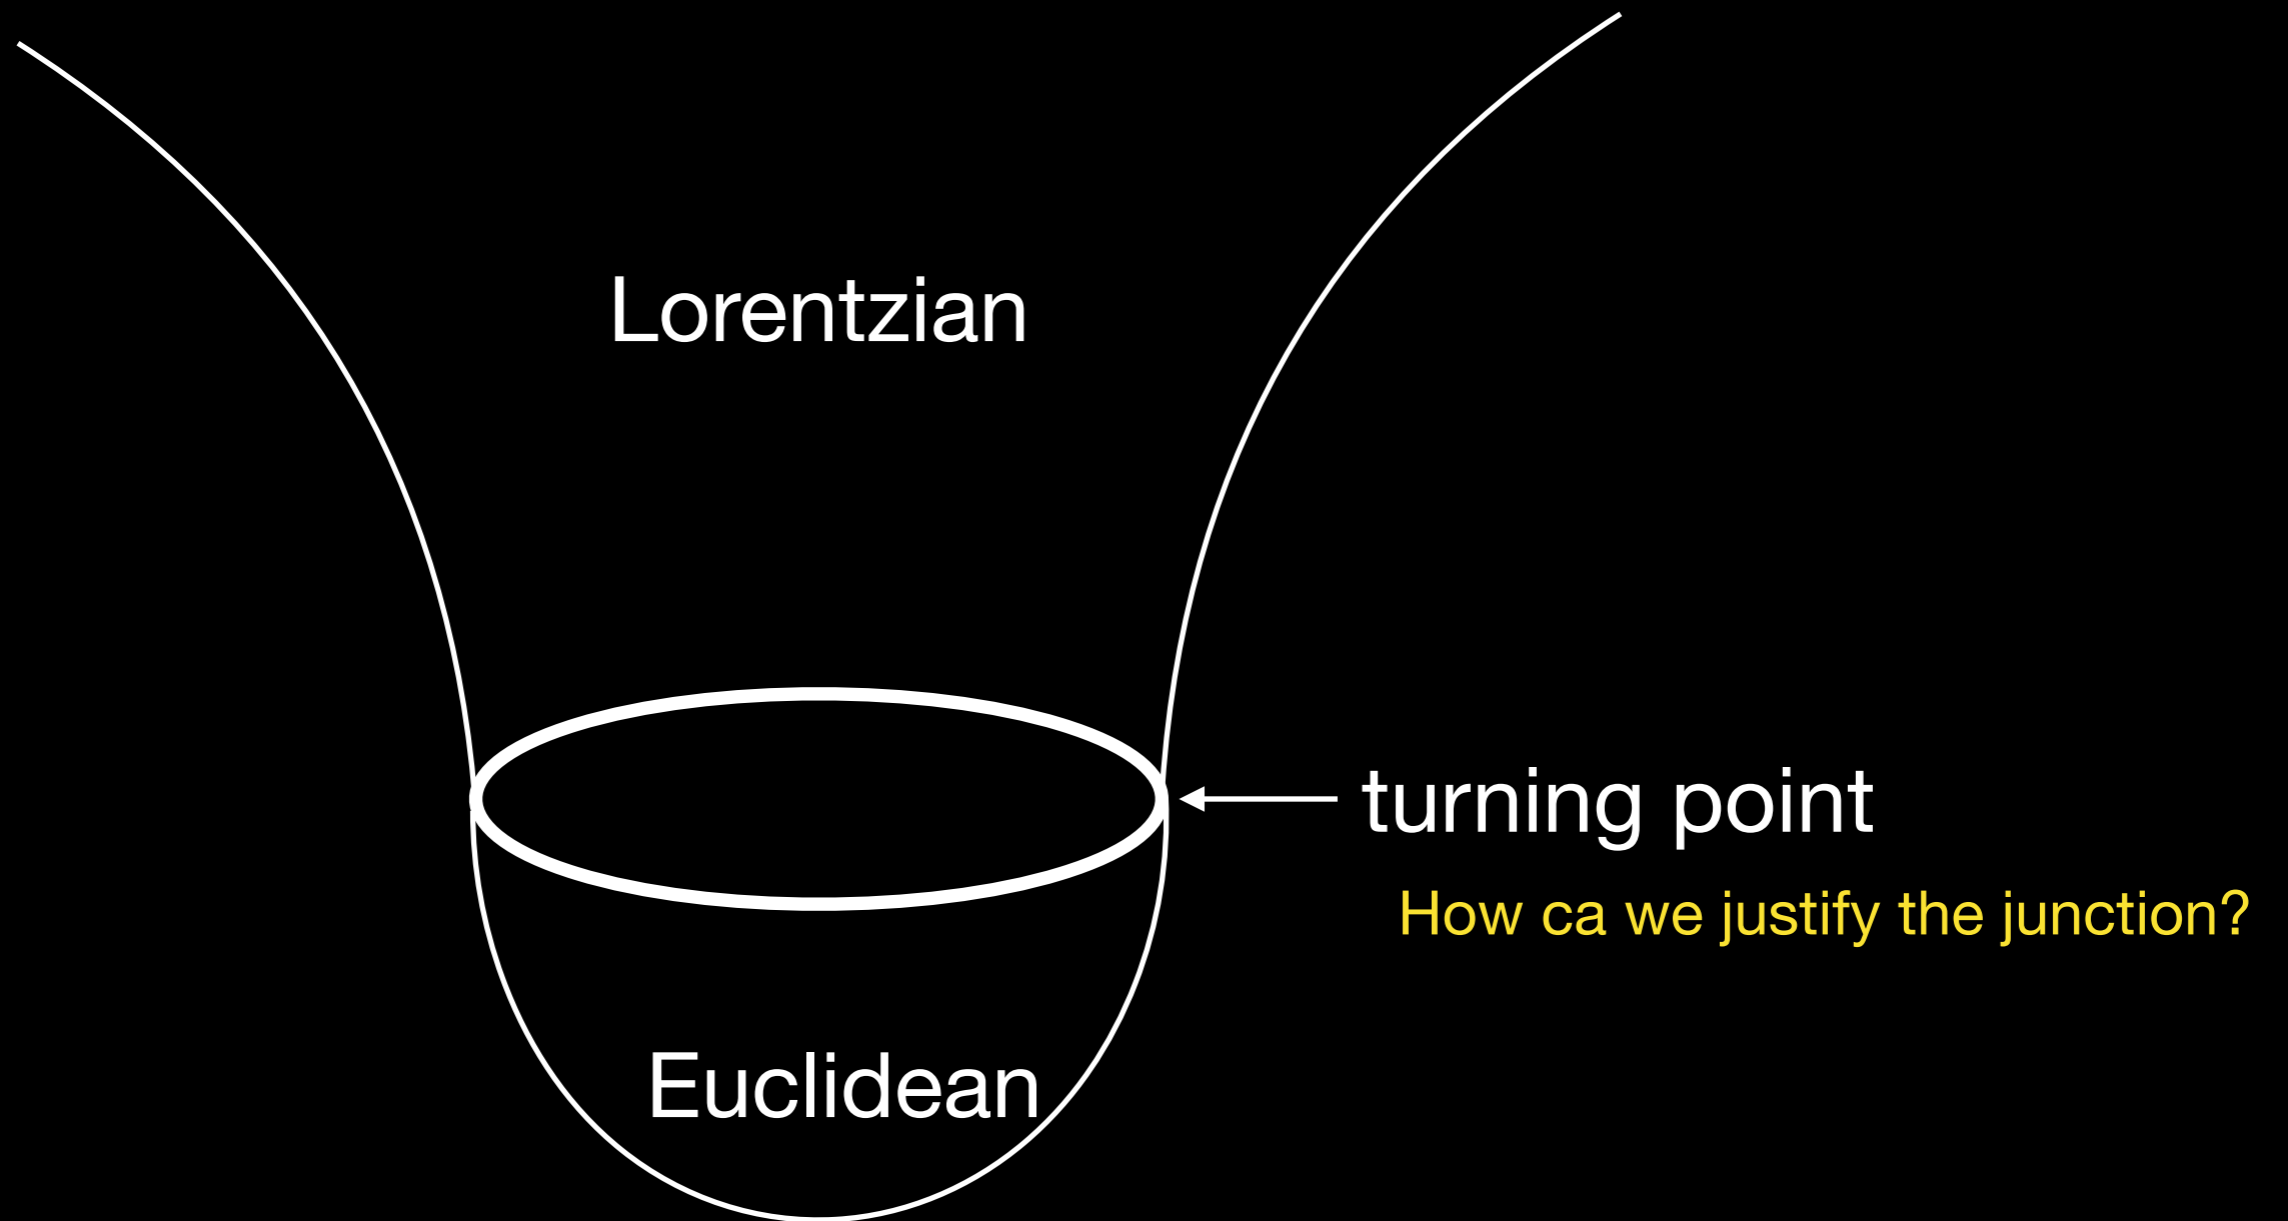 Lorentzian
turning point
How ca we justify the junction?
Euclidean